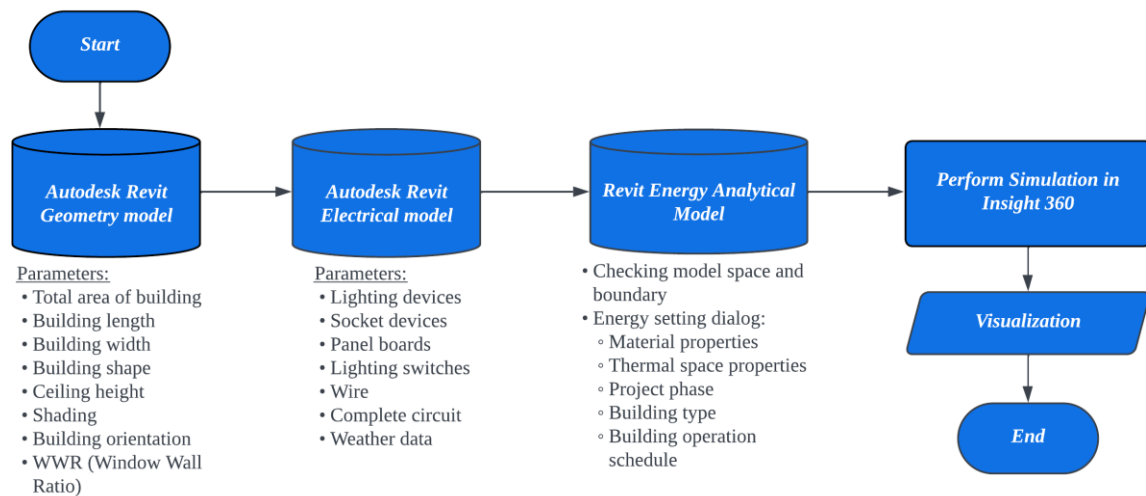 Start
Autodesk Revit
Geometry model
Parameters:
• Total area of building
• Building length
• Building width
• Building shape
• Ceiling height
• Shading
• Building orientation
• WWR (Window Wall
Ratio)
Autodesk Revit
Electrical model
Parameters:
• Lighting devices
• Socket devices
• Panel boards
• Lighting switches
• Wire
• Complete circuit
• Weather data
Revit Energy Analytical
Model
• Checking model space and
boundary
• Energy setting dialog:
◦ Material properties
◦ Thermal space properties
◦ Project phase
◦ Building type
◦ Building operation
schedule
Perform Simulation in
Insight 360
Visualization
End